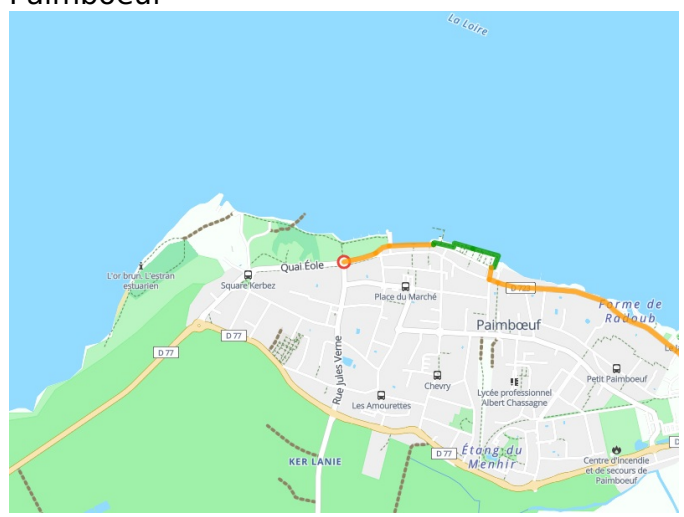 Paimboeuf
La Loire
L'or brun. L'estran
estuarien
Quai Éole
Square Kerbez
Place du Marché
D 723
Forme de
Radoub
Paimbœuf
D 77
D 77
Rue Jules Verne
Chevry
Petit Paimboeuf
Lycée professionnel
Albert Chassagne
Les Amourettes
Étang du
Menhir
KER LANIE
D 77
Centre d'incendie
et de secours de
Paimboeuf
D